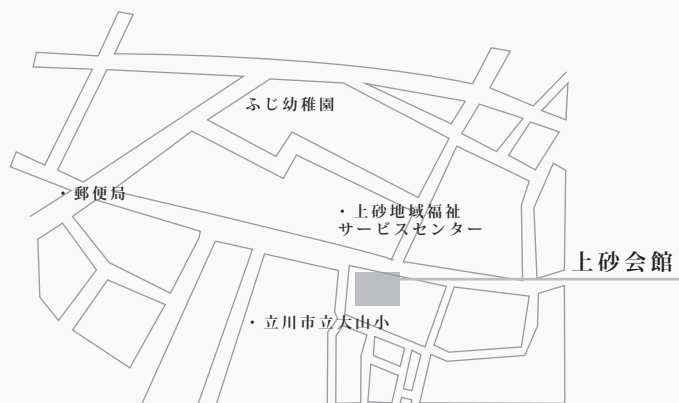 ふじ幼稚園
・郵便局
・上砂地域福祉
サービスセンター
上砂会館
・立川市立大山小